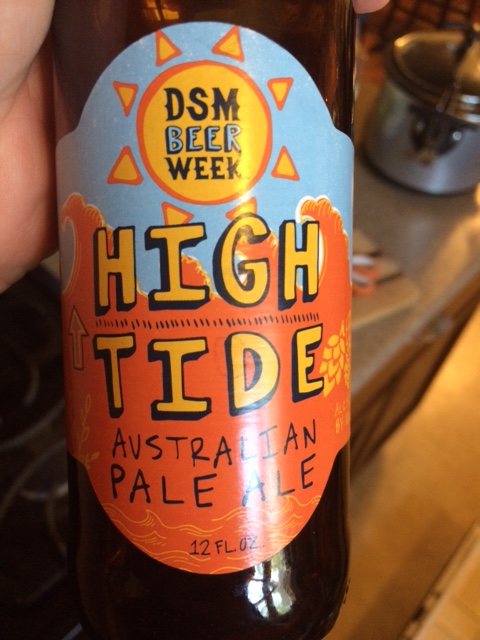 DSM
BEER
WEEK
HIGH
TIDE
AUSTRALIAN
PALE ALE
12 FL. OZ.